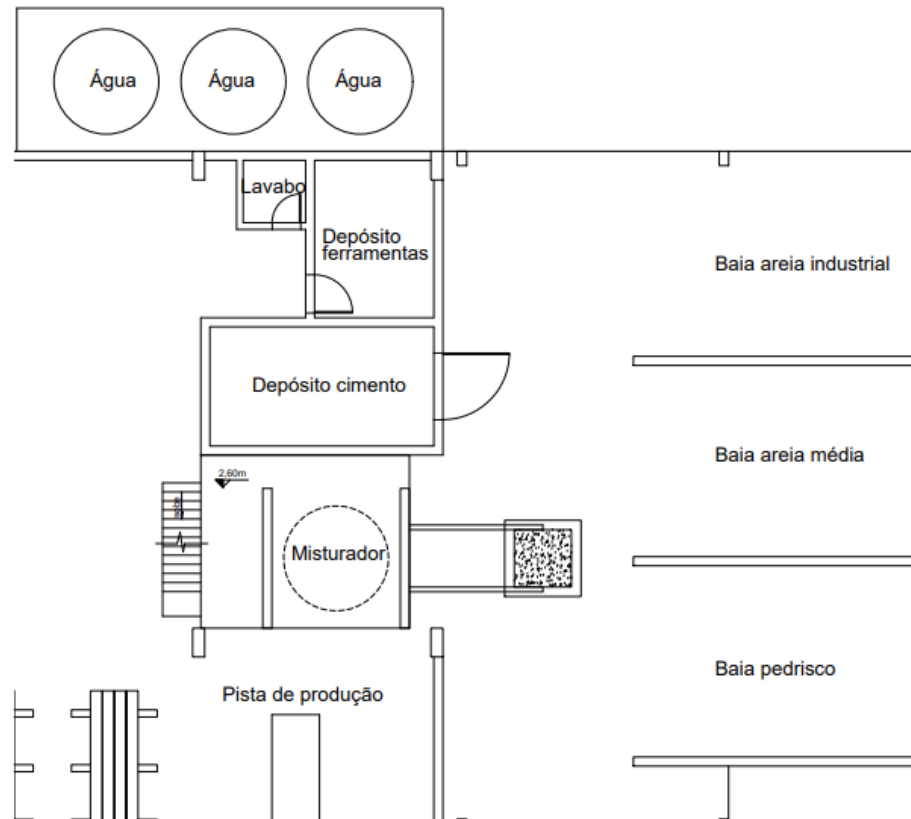 Água
Água
Água
Lavabo
Depósito
ferramentas
Baia areia industrial
Depósito cimento
Baia areia média
2,60m
sobe
Misturador
Baia pedrisco
Pista de produção